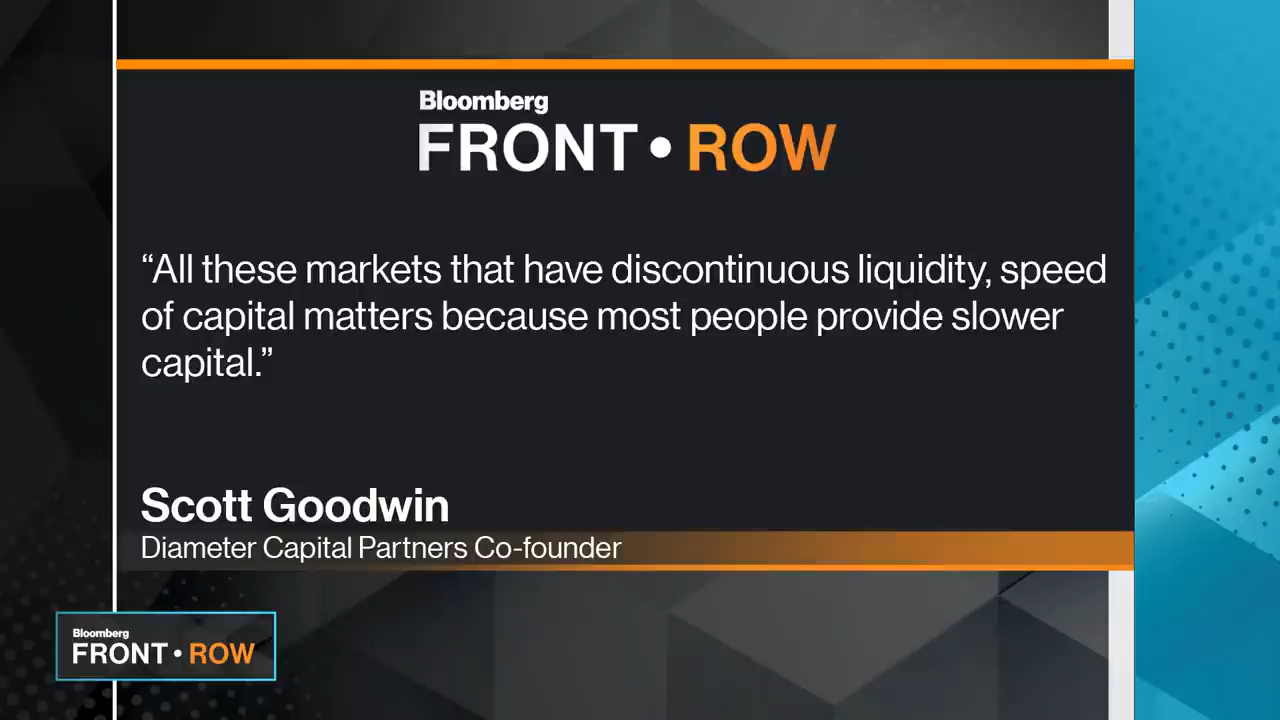 Bloomberg
FRONT • ROW
“All these markets that have discontinuous liquidity, speed
of capital matters because most people provide slower
capital.”
Scott Goodwin
Diameter Capital Partners Co-founder
Bloomberg
FRONT • ROW